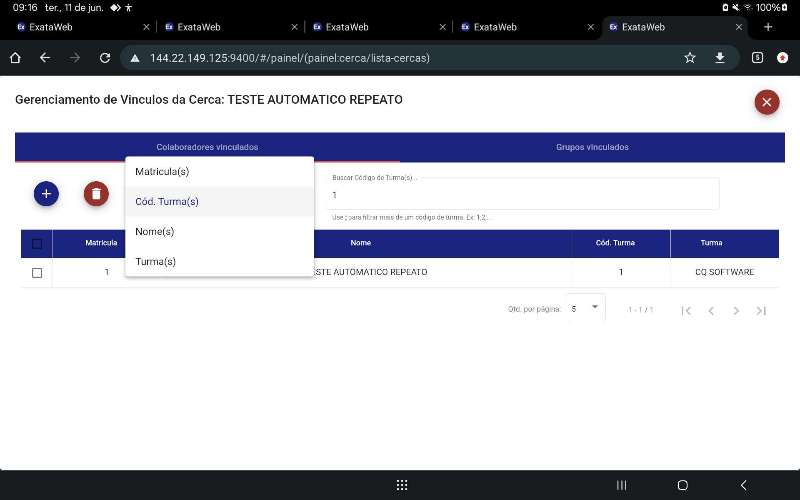 09:16 ter., 11 de jun. 100%
ExataWeb ExataWeb ExataWeb ExataWeb ExataWeb
144.22.149.125:9400/#/painel/(painel:cerca/lista-cercas) 5
Gerenciamento de Vinculos da Cerca: TESTE AUTOMATICO REPEATO
Colaboradores vinculados Grupos vinculados
Matricula(s)
Cód. Turma(s)
Nome(s)
Turma(s)
Buscar Código de Turma(s)...
1
Use ; para filtrar mais de um código de turma. Ex: 1;2;...
Matricula Nome Cód. Turma Turma
1 ESTE AUTOMATICO REPEATO 1 CQ SOFTWARE
Qtd. por página: 5 1 - 1 / 1